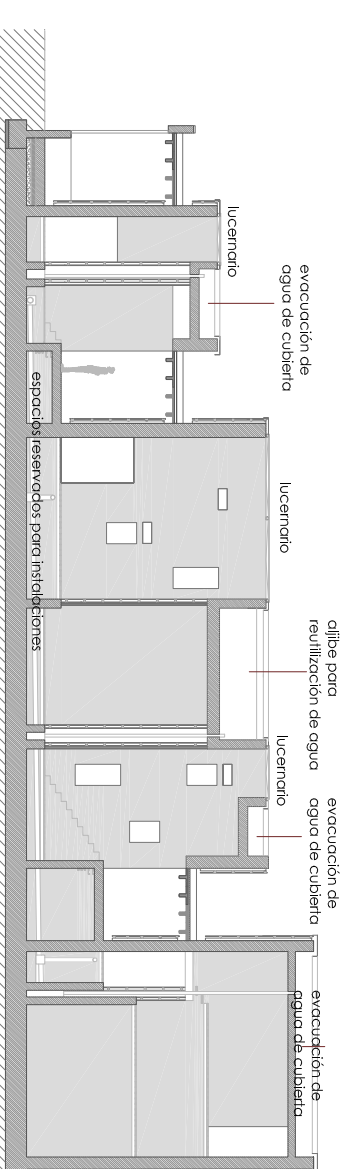 lucernario
evacuación de
agua de cubierta
espacios reservados para instalaciones
lucernario
aljibe para
reutilización de agua
lucernario
evacuación de
agua de cubierta
evacuación de
agua de cubierta